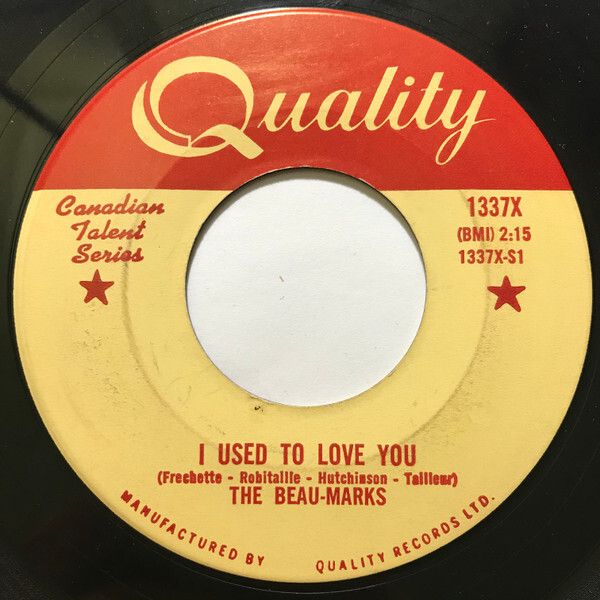 Quality
Canadian
Talent
Series
1337X
(BMI) 2:15
1337X-S1
I USED TO LOVE YOU
(Frechette - Robitaille - Hutchinson - Tailleur)
THE BEAU-MARKS
MANUFACTURED BY QUALITY RECORDS LTD.